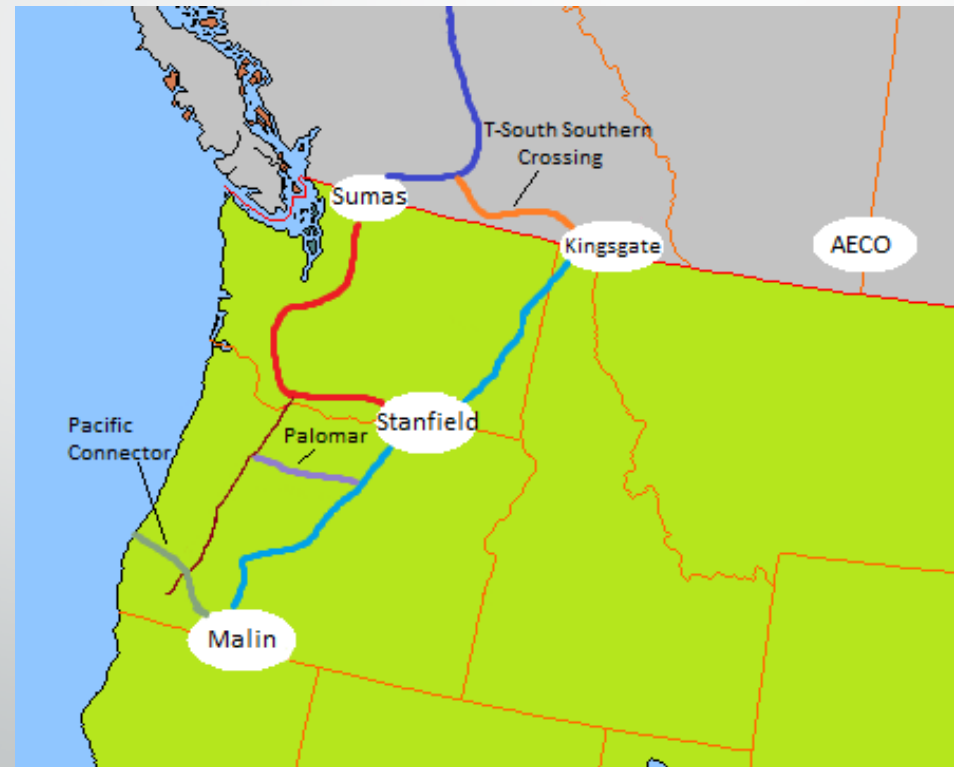 T-South Southern
Crossing
Sumas
Kingsgate
AECO
Stanfield
Pacific
Connector
Palomar
Malin